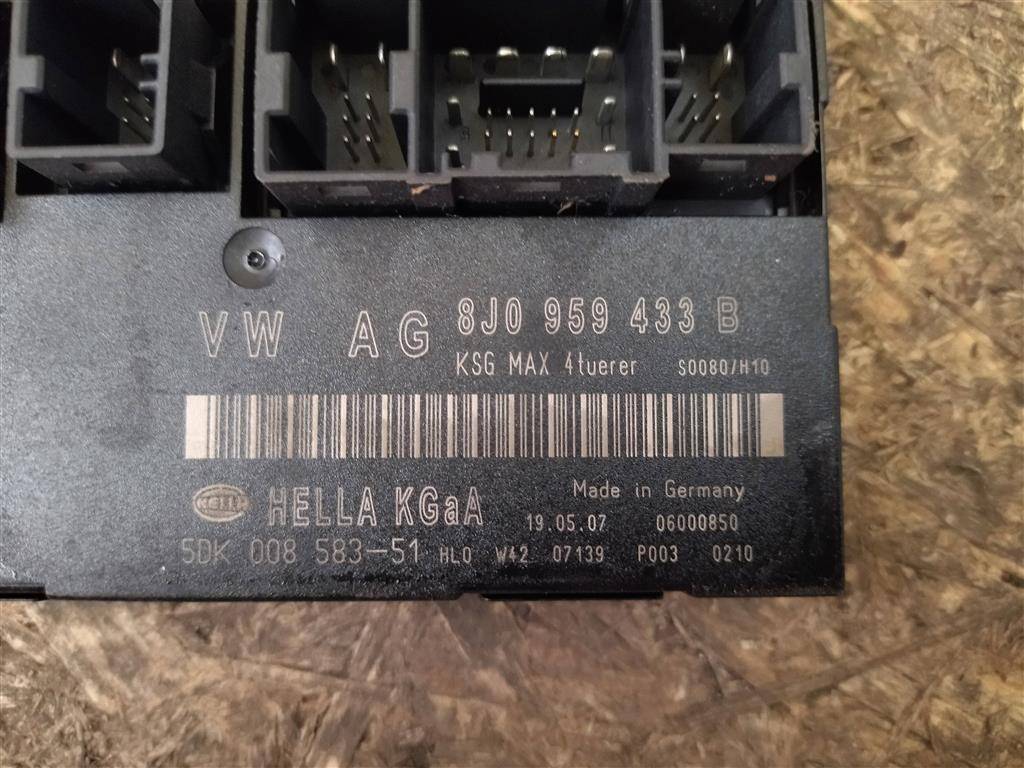 VW AG 8J0 959 433 B
KSG MAX 4tuerer S0080/H10
HELLA HELLA KGaA Made in Germany
19.05.07 06000850
5DK 008 583-51 HLO W42 07139 P003 0210